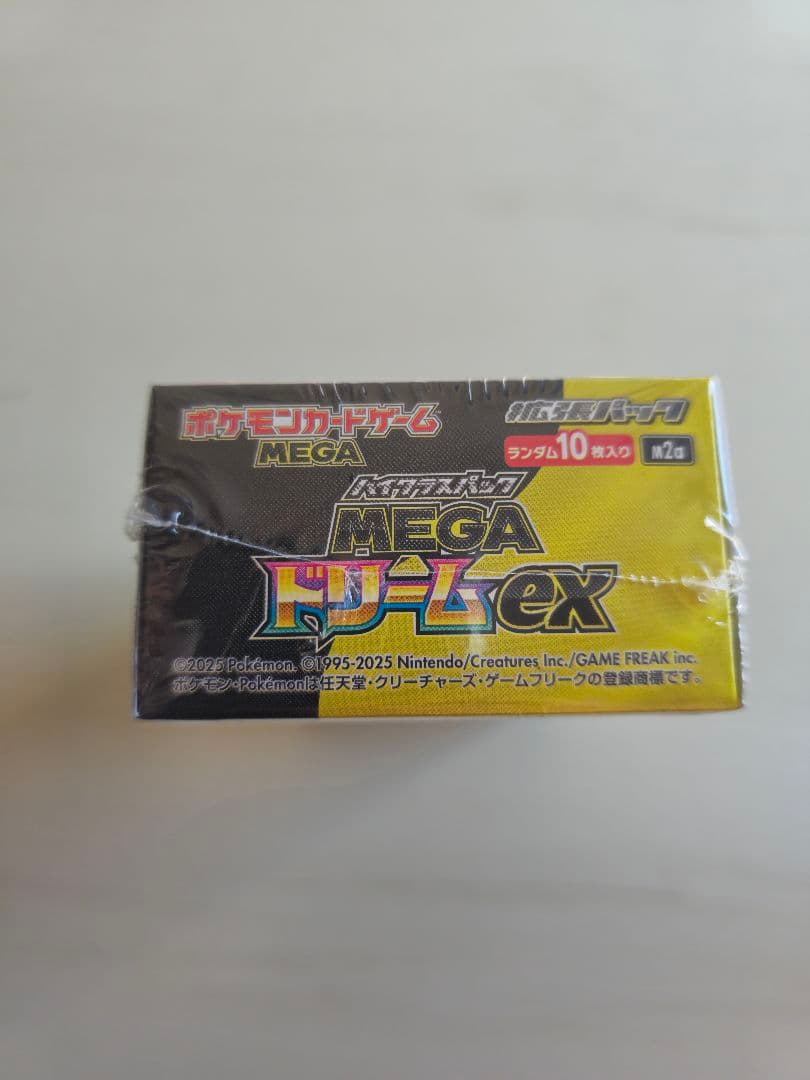 ポケモンカードゲーム
MEGA
拡張パック
ランダム10枚入り
M2a
ハイクラスパック
MEGA
ドリームex
©2025 Pokémon. ©1995-2025 Nintendo/Creatures Inc./GAME FREAK inc.
ポケモン・Pokémonは任天堂・クリーチャーズ・ゲームフリークの登録商標です。